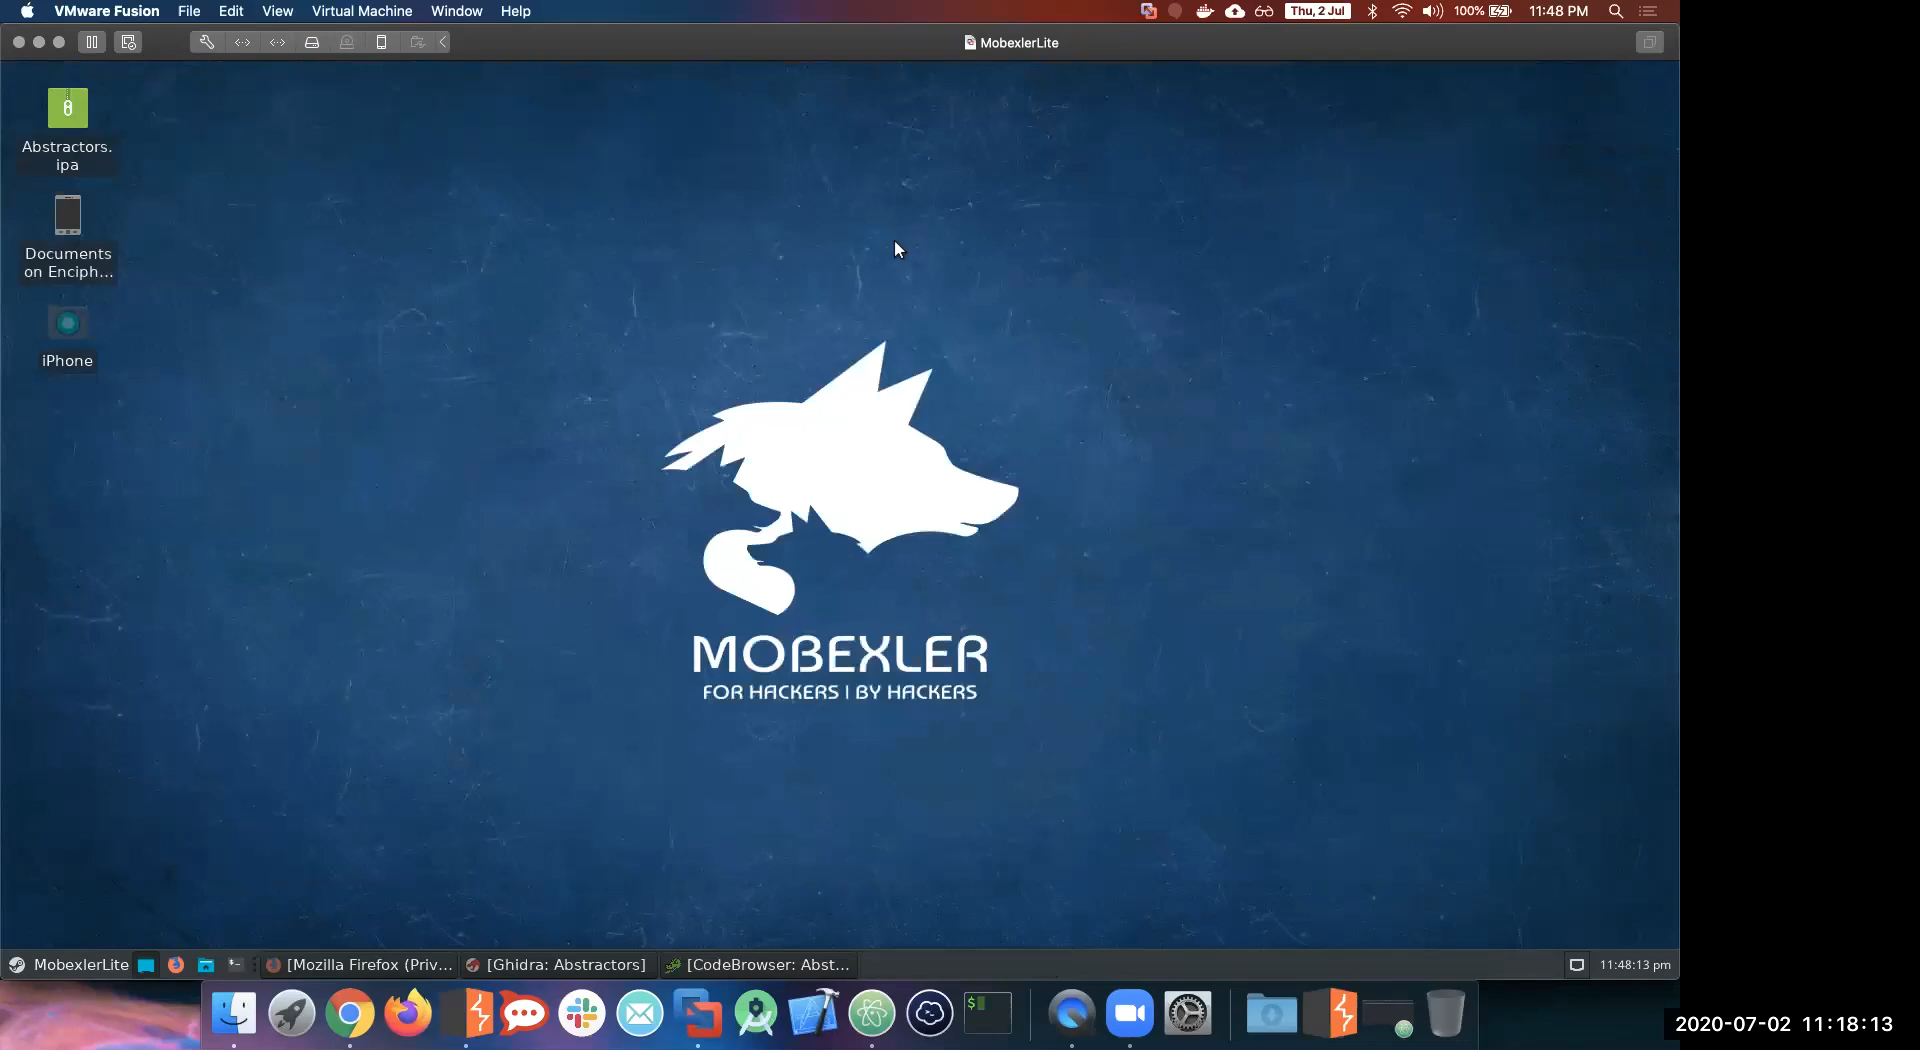 VMware Fusion File Edit View Virtual Machine Window Help Thu, 2 Jul 100% 11:48 PM
MobexlerLite
Abstractors.
ipa
Documents
on Enciph...
iPhone
MOBEXLER
FOR HACKERS | BY HACKERS
MobexlerLite [Mozilla Firefox (Priv... [Ghidra: Abstractors] [CodeBrowser: Abst... 11:48:13 pm
$
2020-07-02 11:18:13